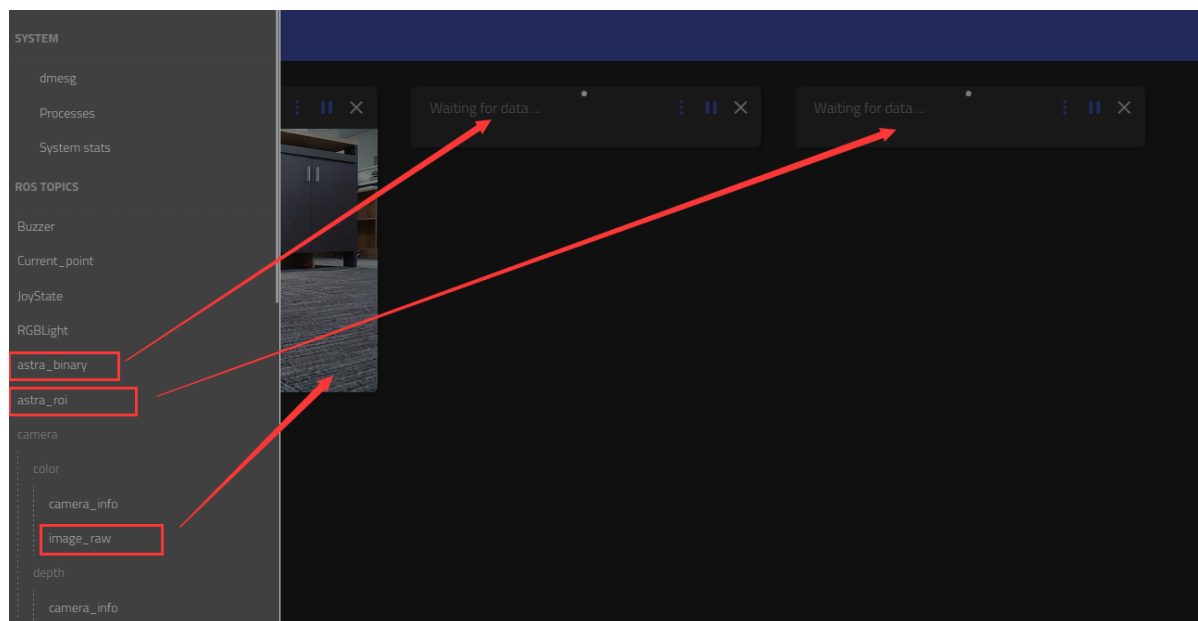 SYSTEM
dmesg
Processes
System stats
ROS TOPICS
Buzzer
Current_point
JoyState
RGBLight
astra_binary
astra_roi
camera
color
camera_info
image_raw
depth
camera_info
Waiting for data ...
Waiting for data ...